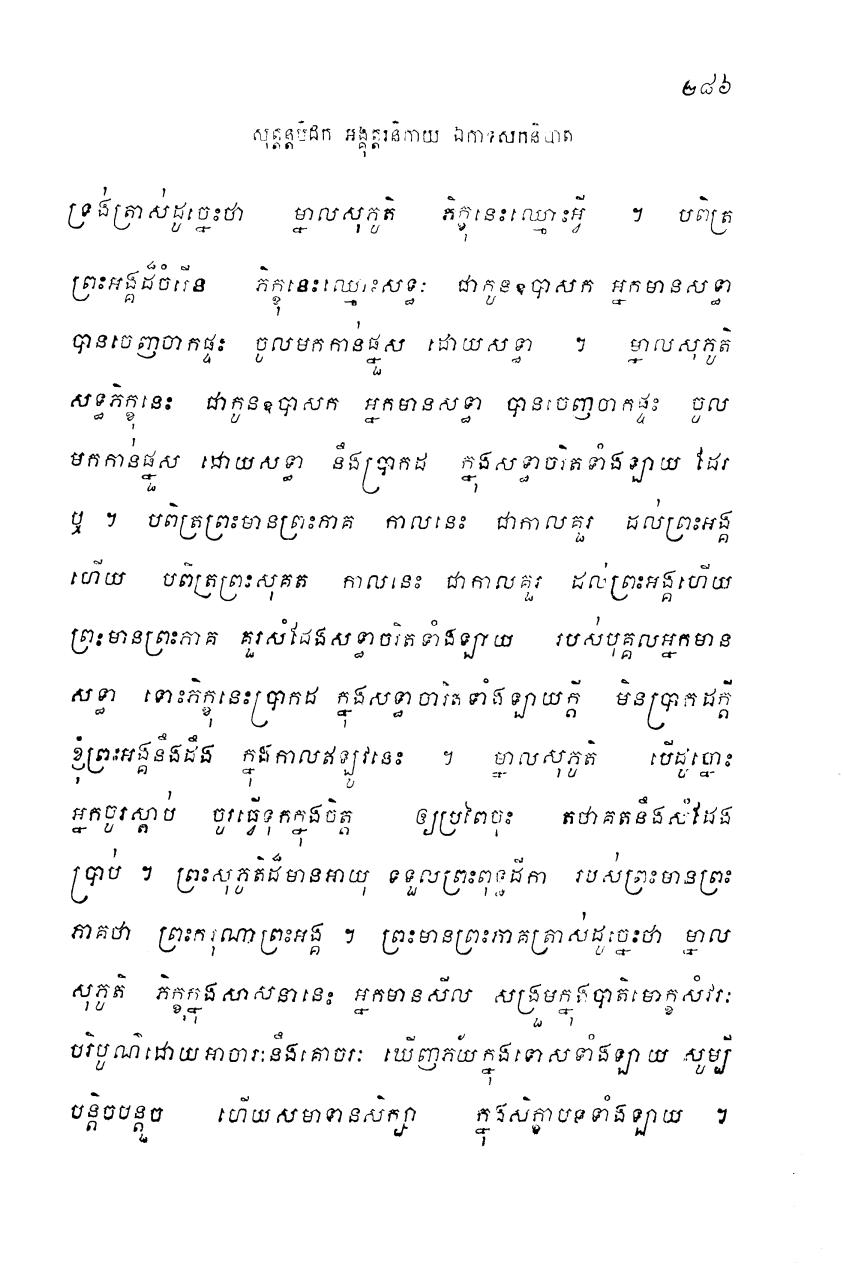 ២៨៦
សុត្តន្តបិដក អង្គុត្តរនិកាយ ឯកាទសកនិបាត
ទ្រង់ត្រាស់ដូច្នេះថា ម្នាលសុភូតិ ភិក្ខុនេះឈ្មោះអ្វី ។ បពិត្រ
ព្រះអង្គដ៏ចំរើន ភិក្ខុនេះឈ្មោះសទ្ធៈ ជាកូនឧបាសក អ្នកមានសទ្ធា
បានចេញចាកផ្ទះ ចូលមកកាន់ផ្នួស ដោយសទ្ធា ។ ម្នាលសុភូតិ
សទ្ធភិក្ខុនេះ ជាកូនឧបាសក អ្នកមានសទ្ធា បានចេញចាកផ្ទះ ចូល
មកកាន់ផ្នួស ដោយសទ្ធា នឹងប្រាកដ ក្នុងសទ្ធាចរិតទាំងឡាយ ដែរ
ឬ ។ បពិត្រព្រះមានព្រះភាគ កាលនេះ ជាកាលគួរ ដល់ព្រះអង្គ
ហើយ បពិត្រព្រះសុគត កាលនេះ ជាកាលគួរ ដល់ព្រះអង្គហើយ
ព្រះមានព្រះភាគ គួរសំដែងសទ្ធាចរិតទាំងឡាយ របស់បុគ្គលអ្នកមាន
សទ្ធា ទោះភិក្ខុនេះប្រាកដ ក្នុងសទ្ធាចារិតទាំងឡាយក្តី មិនប្រាកដក្តី
ខ្ញុំព្រះអង្គនឹងដឹង ក្នុងកាលឥឡូវនេះ ។ ម្នាលសុភូតិ បើដូច្នោះ
អ្នកចូរស្តាប់ ចូរធ្វើទុកក្នុងចិត្ត ឲ្យប្រពៃចុះ តថាគតនឹងសំដែង
ប្រាប់ ។ ព្រះសុភូតិដ៏មានអាយុ ទទួលព្រះពុទ្ធដីកា របស់ព្រះមានព្រះ
ភាគថា ព្រះករុណាព្រះអង្គ ។ ព្រះមានព្រះភាគត្រាស់ដូច្នេះថា ម្នាល
សុភូតិ ភិក្ខុក្នុងសាសនានេះ អ្នកមានសីល សង្រួមក្នុងបាតិមោក្ខសំវរៈ
បរិបូណ៌ដោយអាចារៈនឹងគោចរៈ ឃើញភ័យក្នុងទោសទាំងឡាយ សូម្បី
បន្តិចបន្តួច ហើយសមាទានសិក្សា ក្នុងសិក្ខាបទទាំងឡាយ ។